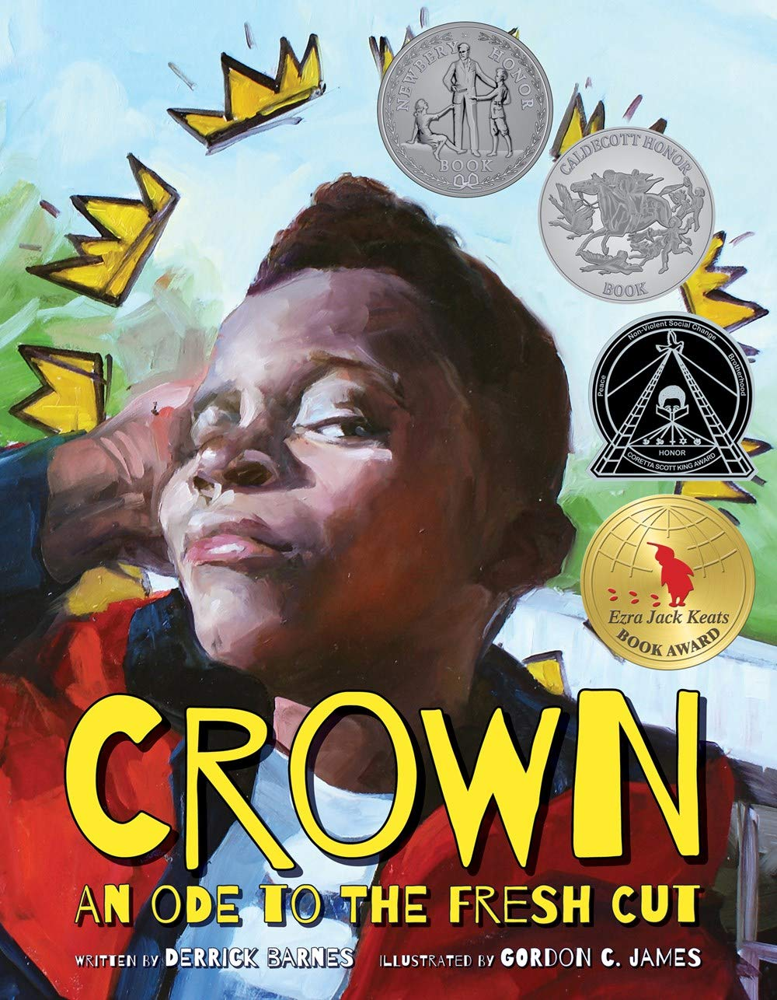 NEWBERY HONOR
BOOK
CALDECOTT HONOR
BOOK
Peace
Non-Violent Social Change
Brotherhood
HONOR
CORETTA SCOTT KING AWARD
Ezra Jack Keats
BOOK AWARD
CROWN
AN ODE TO THE FRESH CUT
WRITTEN BY DERRICK BARNES ILLUSTRATED BY GORDON C. JAMES